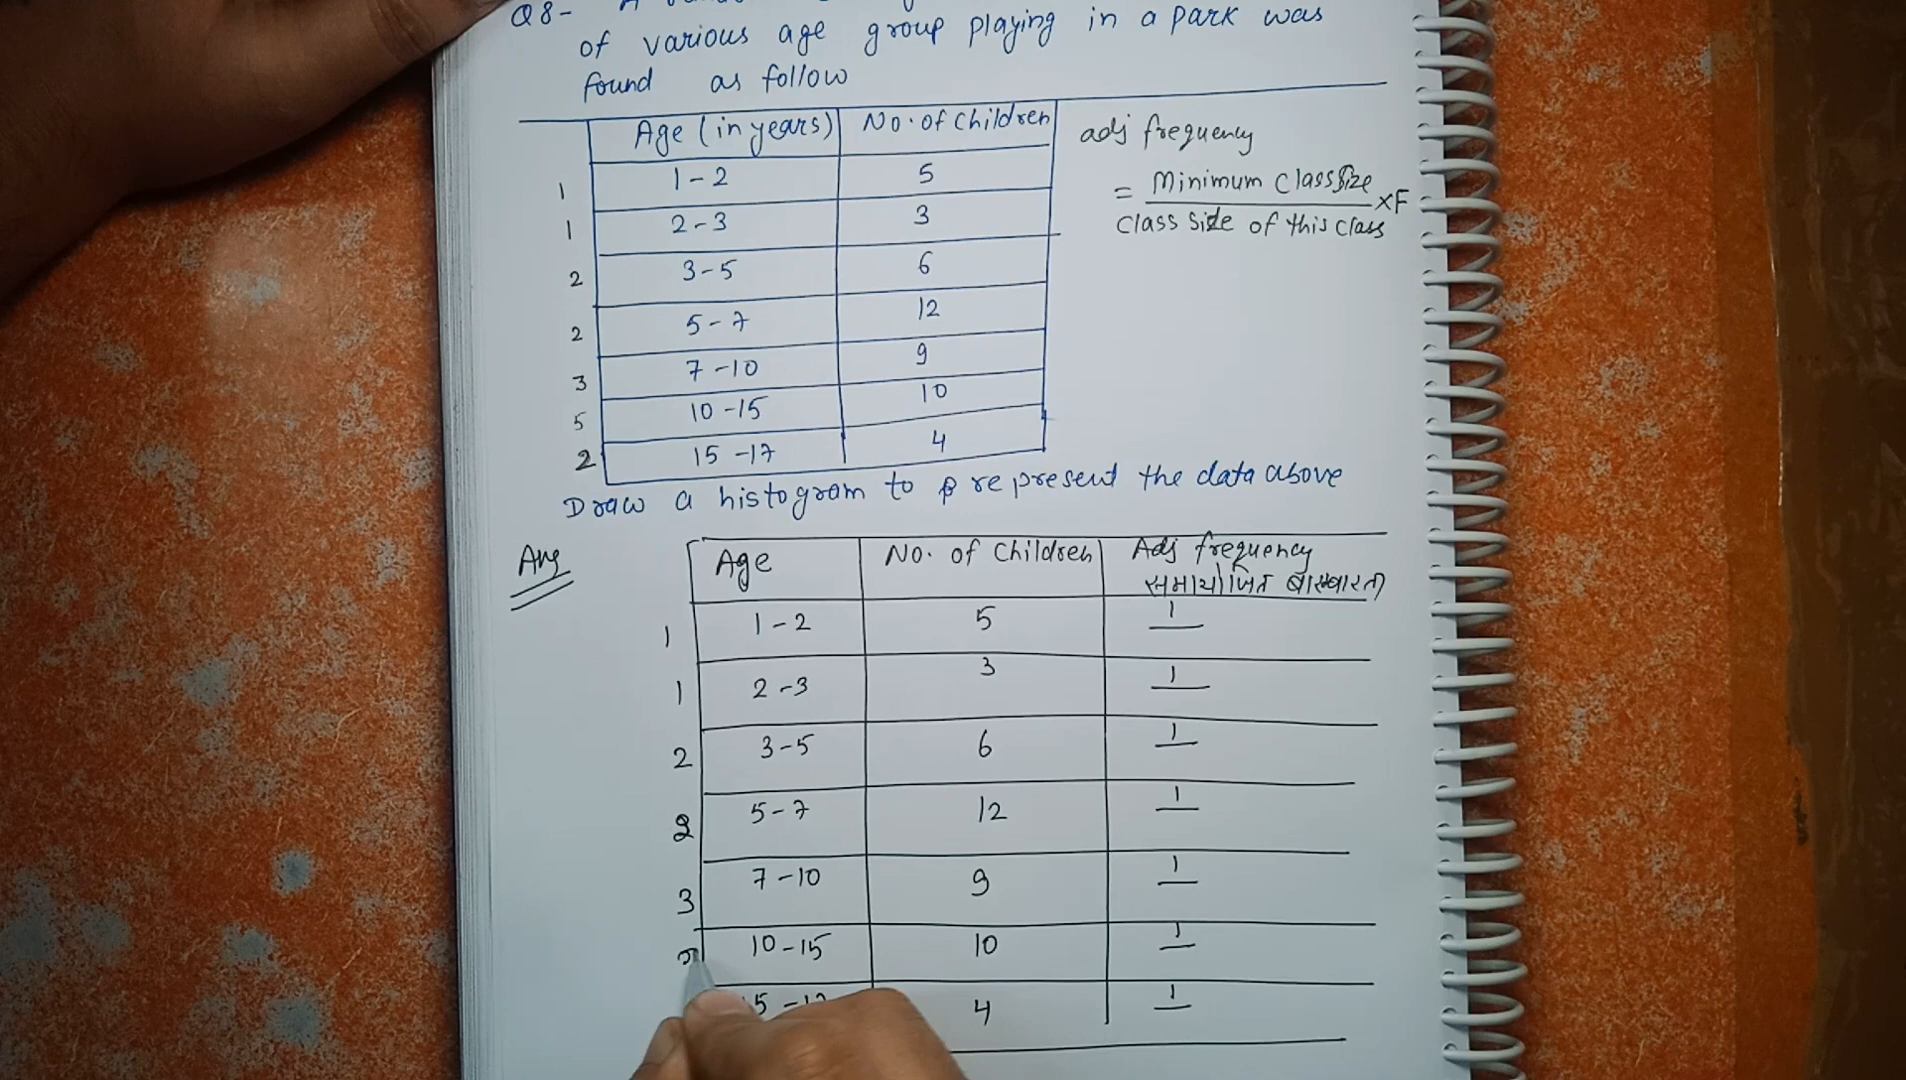 Q8-
of various age group playing in a park was
found as follow
Age (in years) No. of children
1 1-2 5
1 2-3 3
2 3-5 6
2 5-7 12
3 7-10 9
5 10-15 10
2 15-17 4
adj frequency
= Minimum Class Size ×F
Class Size of this class
Draw a histogram to represent the data above
Ans
Age No. of Children Adj frequency
समायोजित बारंबारता
1 1-2 5 1
1 2-3 3 1
2 3-5 6 1
2 5-7 12 1
3 7-10 9 1
10-15 10 1
4 1